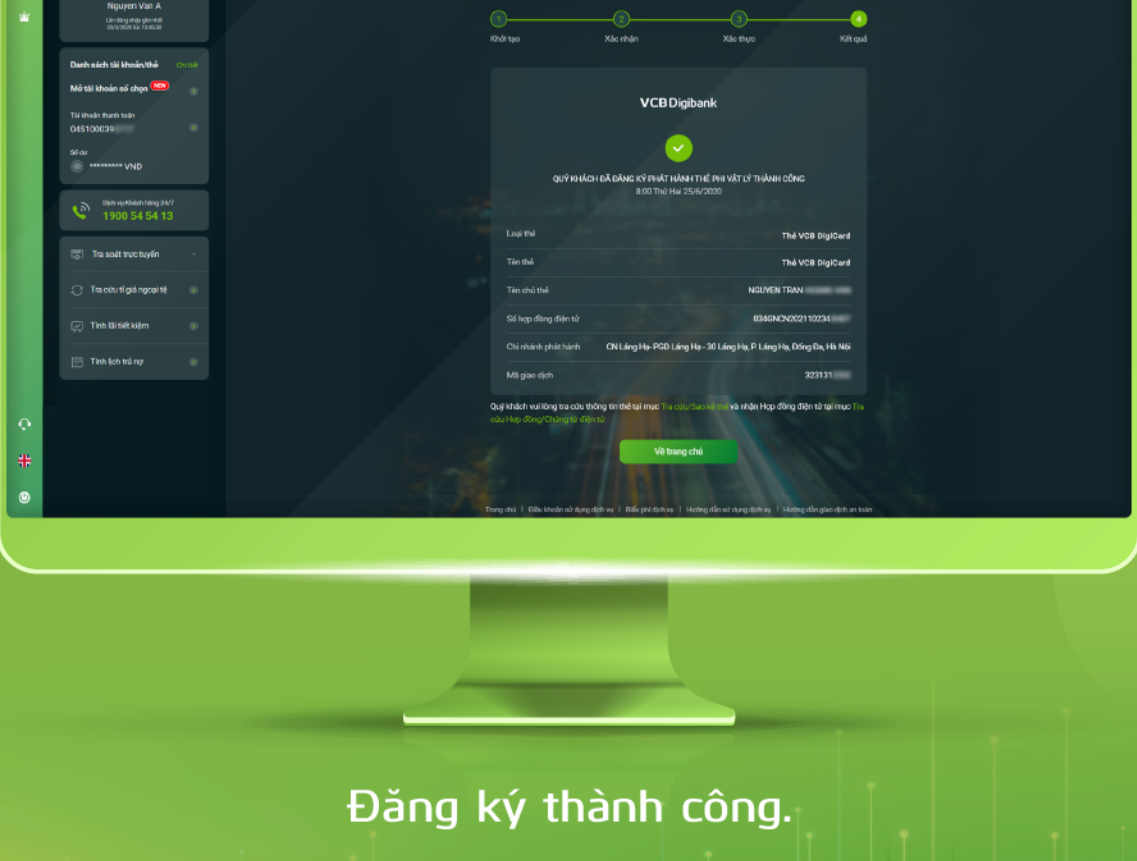 Nguyen Van A
Lần đăng nhập gần nhất
Khởi tạo
Xác nhận
Xác thực
Kết quả
1
2
3
4
Danh sách tài khoản/thẻ
Chi tiết
Mở tài khoản số chọn NEW
Tài khoản thanh toán
045100039
Số dư
********* VND
Dịch vụ Khách hàng 24/7
1900 54 54 13
Tra soát trực tuyến
Tra cứu tỉ giá ngoại tệ
Tính lãi tiết kiệm
Tính lịch trả nợ
VCB Digibank
QUÝ KHÁCH ĐÃ ĐĂNG KÝ PHÁT HÀNH THẺ PHI VẬT LÝ THÀNH CÔNG
8:00 Thứ Hai 25/6/2020
Loại thẻ
Thẻ VCB DigiCard
Tên thẻ
Thẻ VCB DigiCard
Tên chủ thẻ
NGUYEN TRAN
Số hợp đồng điện tử
034GNCN202110234
Chi nhánh phát hành
CN Láng Hạ- PGD Láng Hạ - 30 Láng Hạ, P. Láng Hạ, Đống Đa, Hà Nội
Mã giao dịch
323131
Quý khách vui lòng tra cứu thông tin thẻ tại mục Tra cứu/Sao kê thẻ và nhận Hợp đồng điện tử tại mục Tra
cứu Hợp đồng/Chứng từ điện tử
Về trang chủ
Trang chủ | Điều khoản sử dụng dịch vụ | Biểu phí dịch vụ | Hướng dẫn sử dụng dịch vụ | Hướng dẫn giao dịch an toàn
Đăng ký thành công.